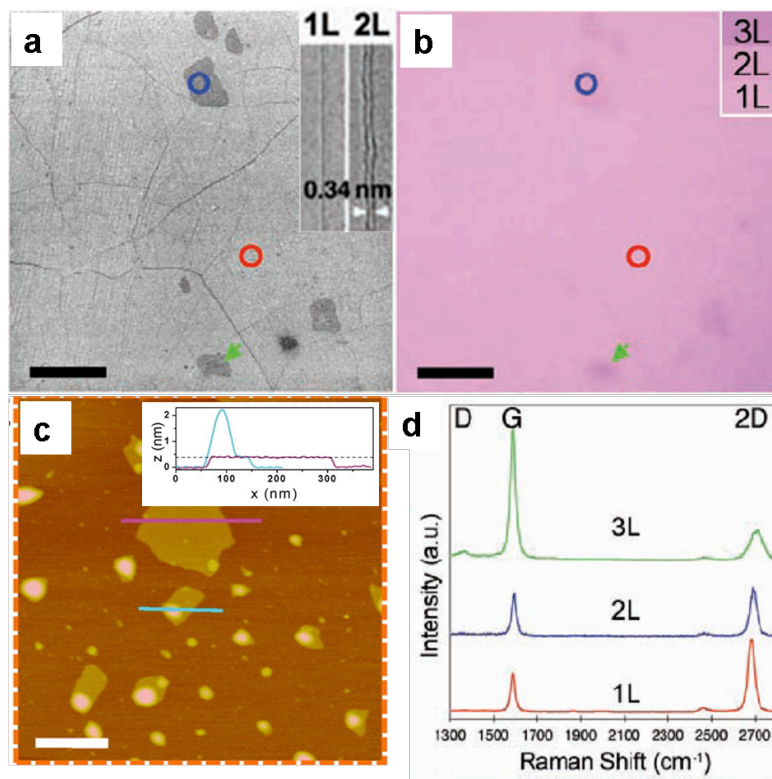 a
1L 2L
0.34 nm
b
3L
2L
1L
c
z (nm)
2
1
0
0 100 200 300
x (nm)
d
D G 2D
3L
2L
1L
Intensity (a.u.)
1300 1500 1700 1900 2100 2300 2500 2700
Raman Shift (cm⁻¹)